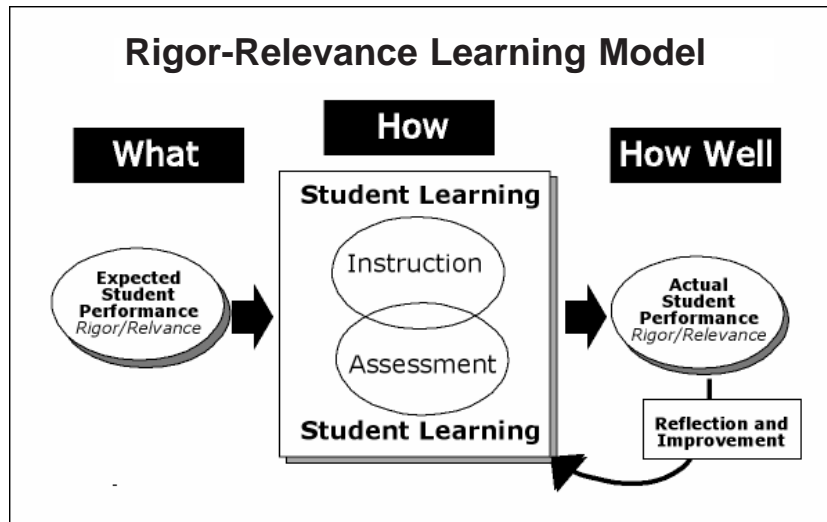 Rigor-Relevance Learning Model
What
How
How Well
Expected
Student
Performance
Rigor/Relvance
Student Learning
Instruction
Assessment
Student Learning
Actual
Student
Performance
Rigor/Relevance
Reflection and
Improvement
-